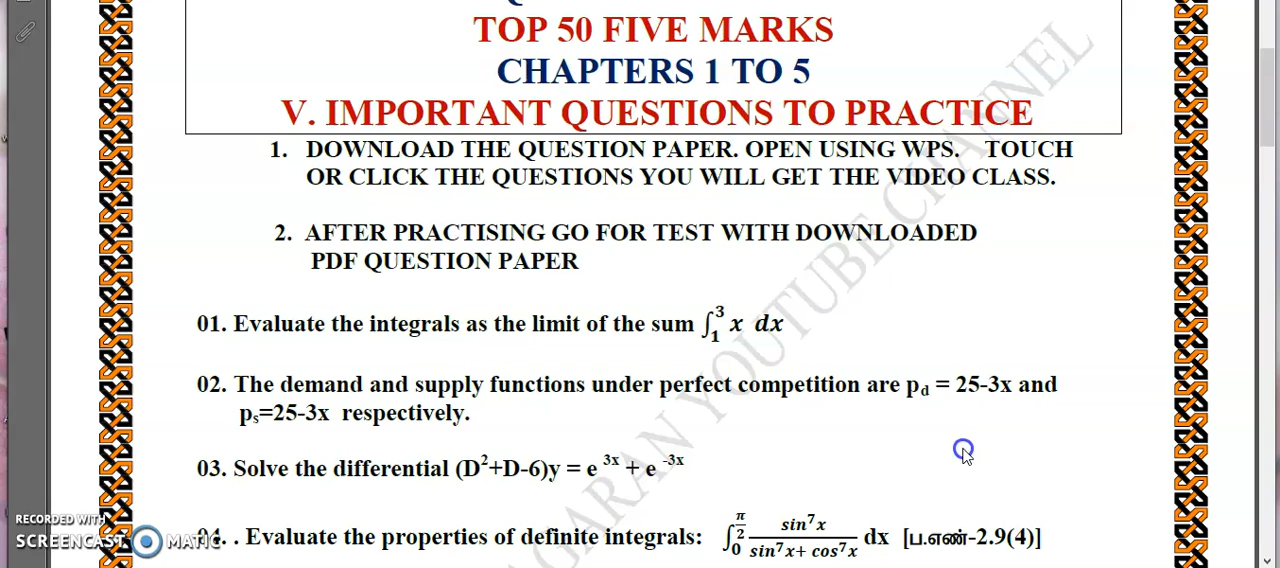 TOP 50 FIVE MARKS
CHAPTERS 1 TO 5
V. IMPORTANT QUESTIONS TO PRACTICE
1. DOWNLOAD THE QUESTION PAPER. OPEN USING WPS. TOUCH
OR CLICK THE QUESTIONS YOU WILL GET THE VIDEO CLASS.
2. AFTER PRACTISING GO FOR TEST WITH DOWNLOADED
PDF QUESTION PAPER
01. Evaluate the integrals as the limit of the sum ∫₁³ x dx
02. The demand and supply functions under perfect competition are p_d = 25-3x and
p_s=25-3x respectively.
03. Solve the differential (D²+D-6)y = e ^3x + e ^-3x
04. . Evaluate the properties of definite integrals: ∫_0^(π/2) (sin⁷x)/(sin⁷x+ cos⁷x) dx [ப.எண்-2.9(4)]
GARAN YOUTUBE CHANNEL
RECORDED WITH
SCREENCAST MATIC